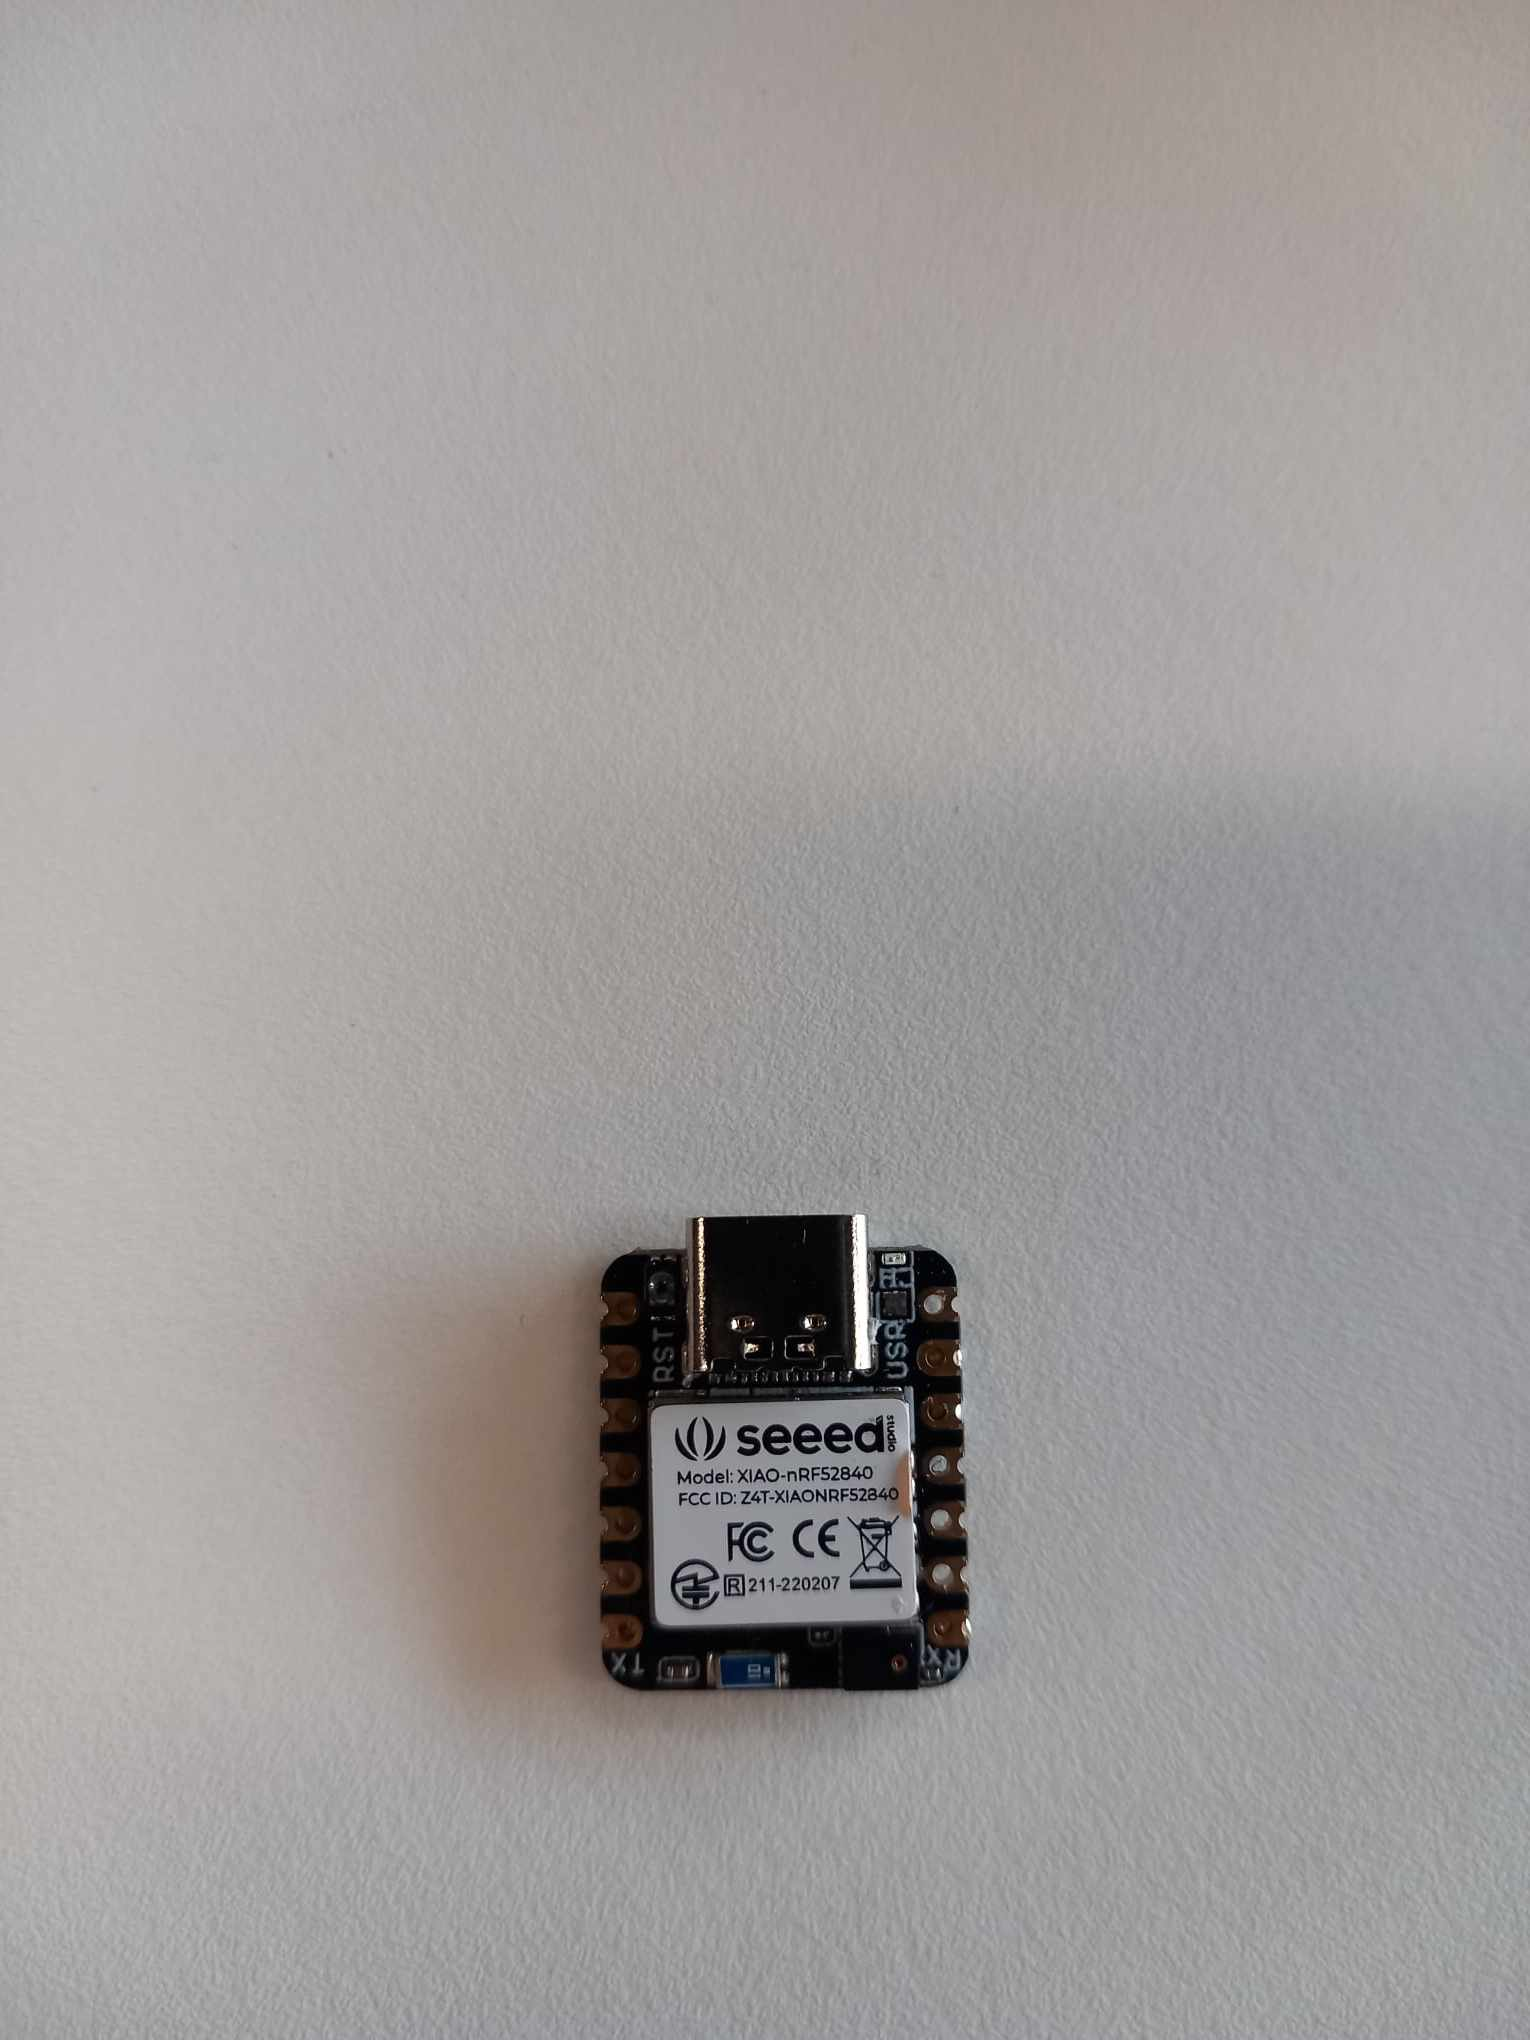 RST
USR
seeed studio
Model: XIAO-nRF52840
FCC ID: Z4T-XIAONRF52840
FC CE
R 211-220207
TX
RX